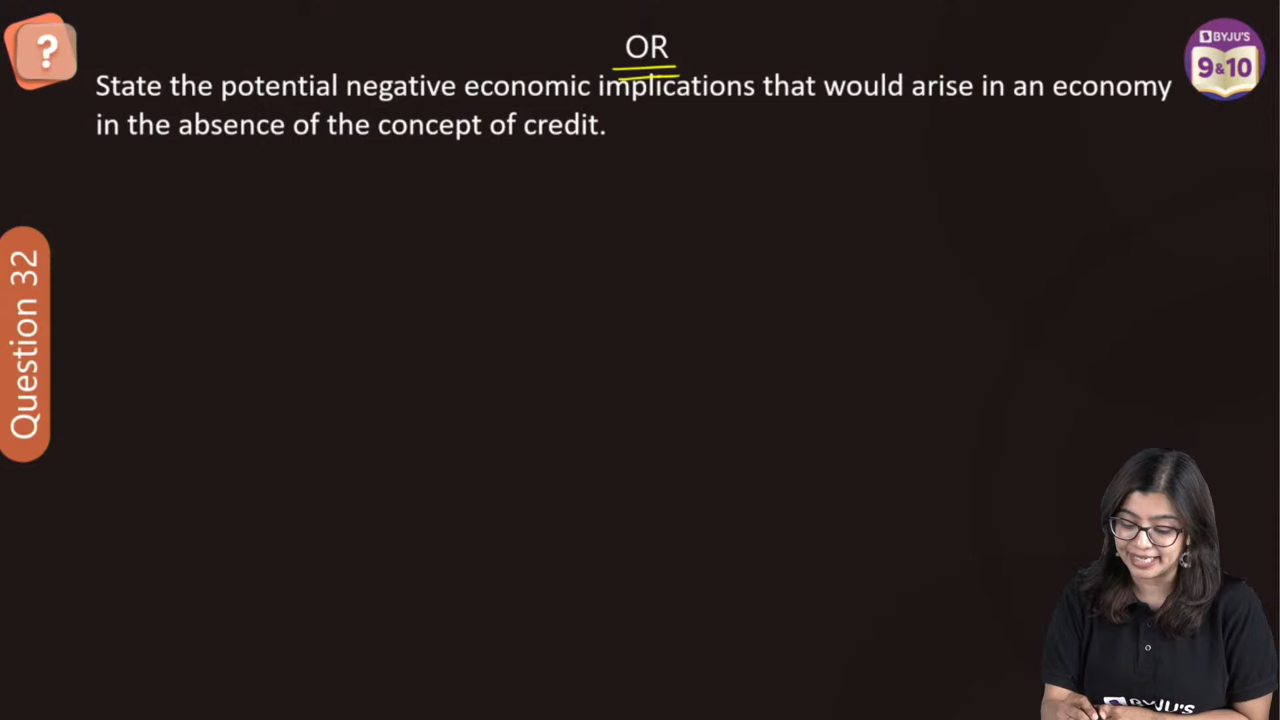 ?
OR
BYJU'S
9&10
State the potential negative economic implications that would arise in an economy
in the absence of the concept of credit.
Question 32
BYJU'S